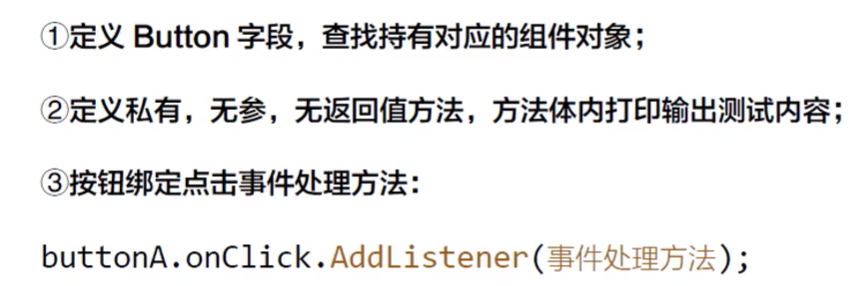 ①定义 Button 字段，查找持有对应的组件对象；
②定义私有，无参，无返回值方法，方法体内打印输出测试内容；
③按钮绑定点击事件处理方法：
buttonA.onClick.AddListener(事件处理方法);